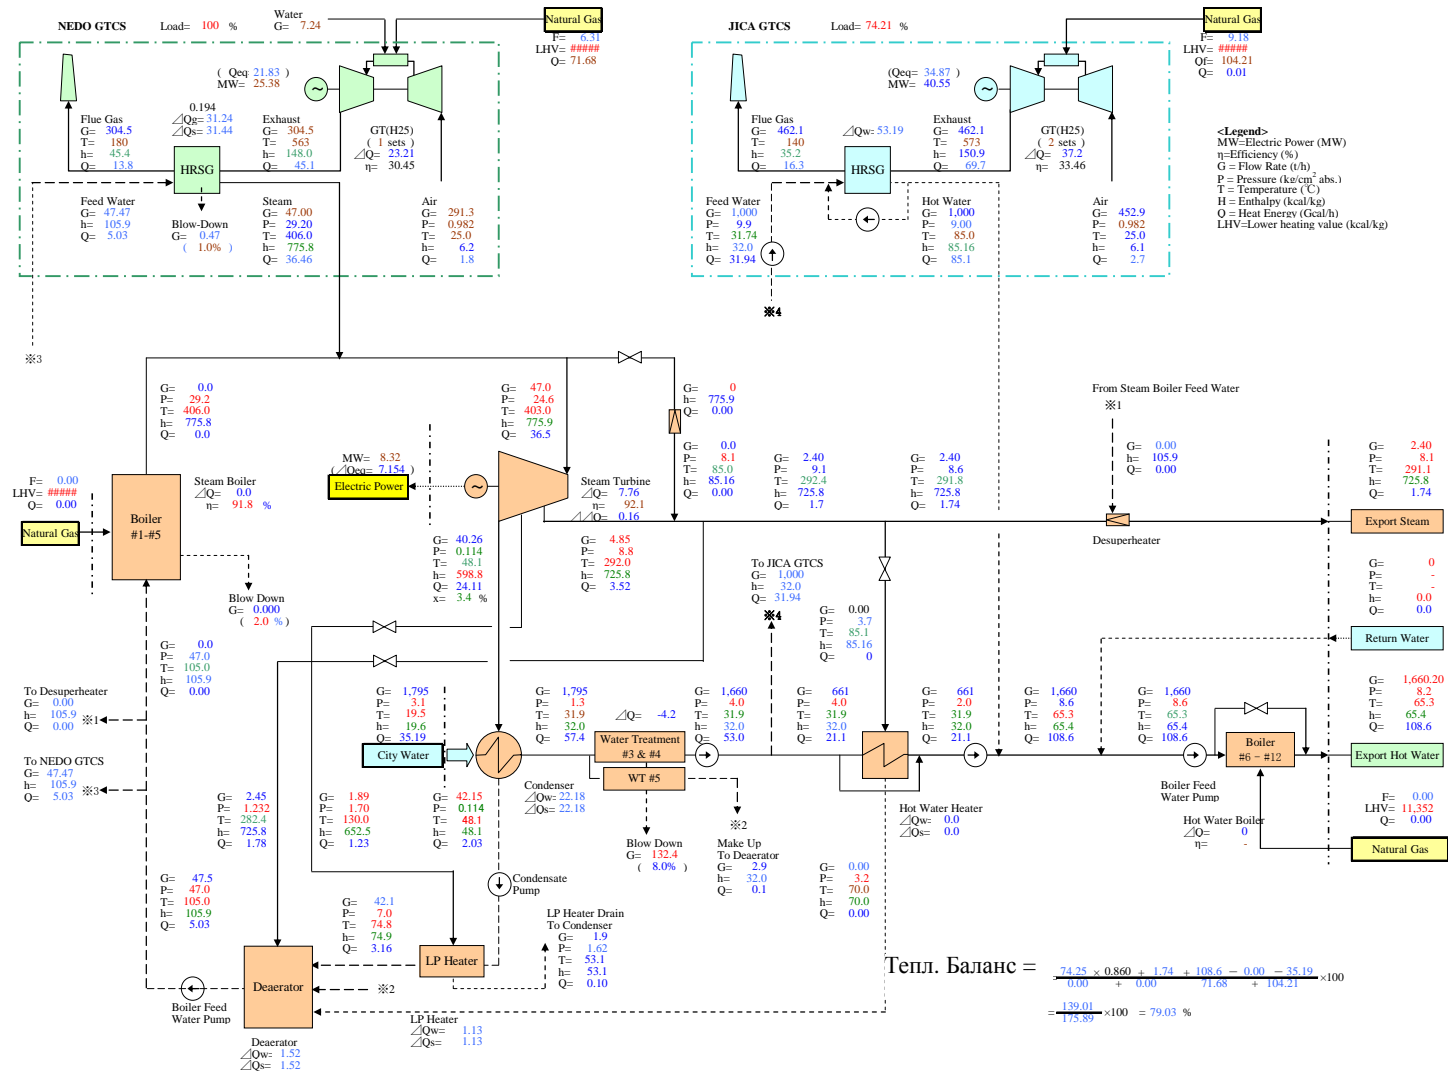 NEDO GTCS
Load= 100 %
Water
G= 7.24
Natural Gas
F= 6.31
LHV= #####
Q= 71.68
( Qeq= 21.83 )
MW= 25.38
0.194
⊿Qg= 31.24
⊿Qs= 31.44
Flue Gas
G= 304.5
T= 180
h= 45.4
Q= 13.8
Exhaust
G= 304.5
T= 563
h= 148.0
Q= 45.1
GT(H25)
( 1 sets )
⊿Q= 23.21
η= 30.45
HRSG
Feed Water
G= 47.47
h= 105.9
Q= 5.03
Blow-Down
G= 0.47
( 1.0% )
Steam
G= 47.00
P= 29.20
T= 406.0
h= 775.8
Q= 36.46
Air
G= 291.3
P= 0.982
T= 25.0
h= 6.2
Q= 1.8
※3
JICA GTCS
Load= 74.21 %
Natural Gas
F= 9.18
LHV= #####
Qf= 104.21
Q= 0.01
(Qeq= 34.87 )
MW= 40.55
⊿Qw= 53.19
Flue Gas
G= 462.1
T= 140
h= 35.2
Q= 16.3
Exhaust
G= 462.1
T= 573
h= 150.9
Q= 69.7
GT(H25)
( 2 sets )
⊿Q= 37.2
η= 33.46
HRSG
Feed Water
G= 1,000
P= 9.9
T= 31.74
h= 32.0
Q= 31.94
Hot Water
G= 1,000
P= 9.00
T= 85.0
h= 85.16
Q= 85.1
Air
G= 452.9
P= 0.982
T= 25.0
h= 6.1
Q= 2.7
※4
<Legend>
MW=Electric Power (MW)
η=Efficiency (%)
G = Flow Rate (t/h)
P = Pressure (kg/cm² abs.)
T = Temperature (℃)
H = Enthalpy (kcal/kg)
Q = Heat Energy (Gcal/h)
LHV=Lower heating value (kcal/kg)
G= 0.0
P= 29.2
T= 406.0
h= 775.8
Q= 0.0
G= 47.0
P= 24.6
T= 403.0
h= 775.9
Q= 36.5
G= 0
h= 775.9
Q= 0.00
From Steam Boiler Feed Water
※1
G= 0.00
h= 105.9
Q= 0.00
G= 2.40
P= 8.1
T= 291.1
h= 725.8
Q= 1.74
MW= 8.32
(⊿Qeq= 7.154 )
Electric Power
Steam Turbine
⊿Q= 7.76
η= 92.1
⊿⊿Q= 0.16
G= 0.0
P= 8.1
T= 85.0
h= 85.16
Q= 0.00
G= 2.40
P= 9.1
T= 292.4
h= 725.8
Q= 1.7
G= 2.40
P= 8.6
T= 291.8
h= 725.8
Q= 1.74
F= 0.00
LHV= #####
Q= 0.00
Natural Gas
Boiler
#1-#5
Steam Boiler
⊿Q= 0.0
η= 91.8 %
Export Steam
Desuperheater
G= 40.26
P= 0.114
T= 48.1
h= 598.8
Q= 24.11
x= 3.4 %
G= 4.85
P= 8.8
T= 292.0
h= 725.8
Q= 3.52
To JICA GTCS
G= 1,000
h= 32.0
Q= 31.94
※4
G= 0
P= -
T= -
h= 0.0
Q= 0.0
Blow Down
G= 0.000
( 2.0 % )
G= 0.00
P= 3.7
T= 85.1
h= 85.16
Q= 0
Return Water
G= 0.0
P= 47.0
T= 105.0
h= 105.9
Q= 0.00
To Desuperheater
G= 0.00
h= 105.9
Q= 0.00
※1
G= 1,795
P= 3.1
T= 19.5
h= 19.6
Q= 35.19
City Water
G= 1,795
P= 1.3
T= 31.9
h= 32.0
Q= 57.4
⊿Q= -4.2
Water Treatment
#3 & #4
WT #5
G= 1,660
P= 4.0
T= 31.9
h= 32.0
Q= 53.0
G= 661
P= 4.0
T= 31.9
h= 32.0
Q= 21.1
G= 661
P= 2.0
T= 31.9
h= 32.0
Q= 21.1
G= 1,660
P= 8.6
T= 65.3
h= 65.4
Q= 108.6
G= 1,660
P= 8.6
T= 65.3
h= 65.4
Q= 108.6
G= 1,660.20
P= 8.2
T= 65.3
h= 65.4
Q= 108.6
Boiler
#6 – #12
Export Hot Water
To NEDO GTCS
G= 47.47
h= 105.9
Q= 5.03
※3
Condenser
⊿Qw= 22.18
⊿Qs= 22.18
Hot Water Heater
⊿Qw= 0.0
⊿Qs= 0.0
Boiler Feed
Water Pump
Hot Water Boiler
⊿Q= 0
η= -
F= 0.00
LHV= 11,352
Q= 0.00
Natural Gas
G= 2.45
P= 1.232
T= 282.4
h= 725.8
Q= 1.78
G= 1.89
P= 1.70
T= 130.0
h= 652.5
Q= 1.23
G= 42.15
P= 0.114
T= 48.1
h= 48.1
Q= 2.03
Blow Down
G= 132.4
( 8.0% )
※2
Make Up
To Deaerator
G= 2.9
h= 32.0
Q= 0.1
G= 0.00
P= 3.2
T= 70.0
h= 70.0
Q= 0.00
G= 47.5
P= 47.0
T= 105.0
h= 105.9
Q= 5.03
G= 42.1
P= 7.0
T= 74.8
h= 74.9
Q= 3.16
Condensate
Pump
LP Heater
LP Heater Drain
To Condenser
G= 1.9
P= 1.62
T= 53.1
h= 53.1
Q= 0.10
Deaerator
※2
Boiler Feed
Water Pump
LP Heater
⊿Qw= 1.13
⊿Qs= 1.13
Deaerator
⊿Qw= 1.52
⊿Qs= 1.52
Тепл. Баланс = 74.25 × 0.860 + 1.74 + 108.6 − 0.00 − 35.19
0.00 + 0.00 71.68 + 104.21 ×100
= 139.01
175.89 ×100 = 79.03 %